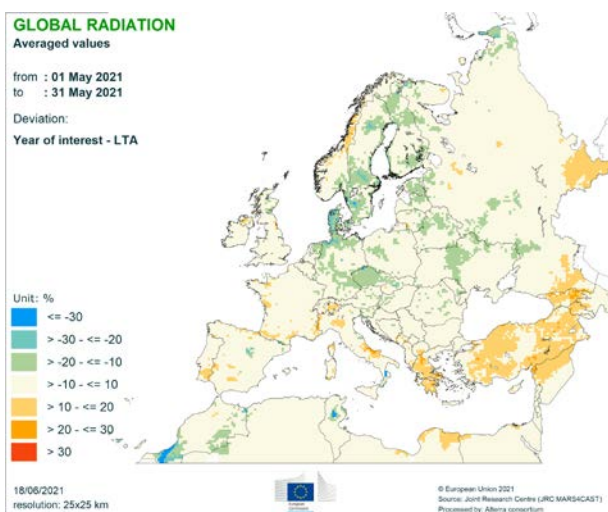 GLOBAL RADIATION
Averaged values
from : 01 May 2021
to : 31 May 2021
Deviation:
Year of interest - LTA
Unit: %
<= -30
> -30 - <= -20
> -20 - <= -10
> -10 - <= 10
> 10 - <= 20
> 20 - <= 30
> 30
18/06/2021
resolution: 25x25 km
European
Commission
© European Union 2021
Source: Joint Research Centre (JRC MARS4CAST)
Processed by: Alterra consortium